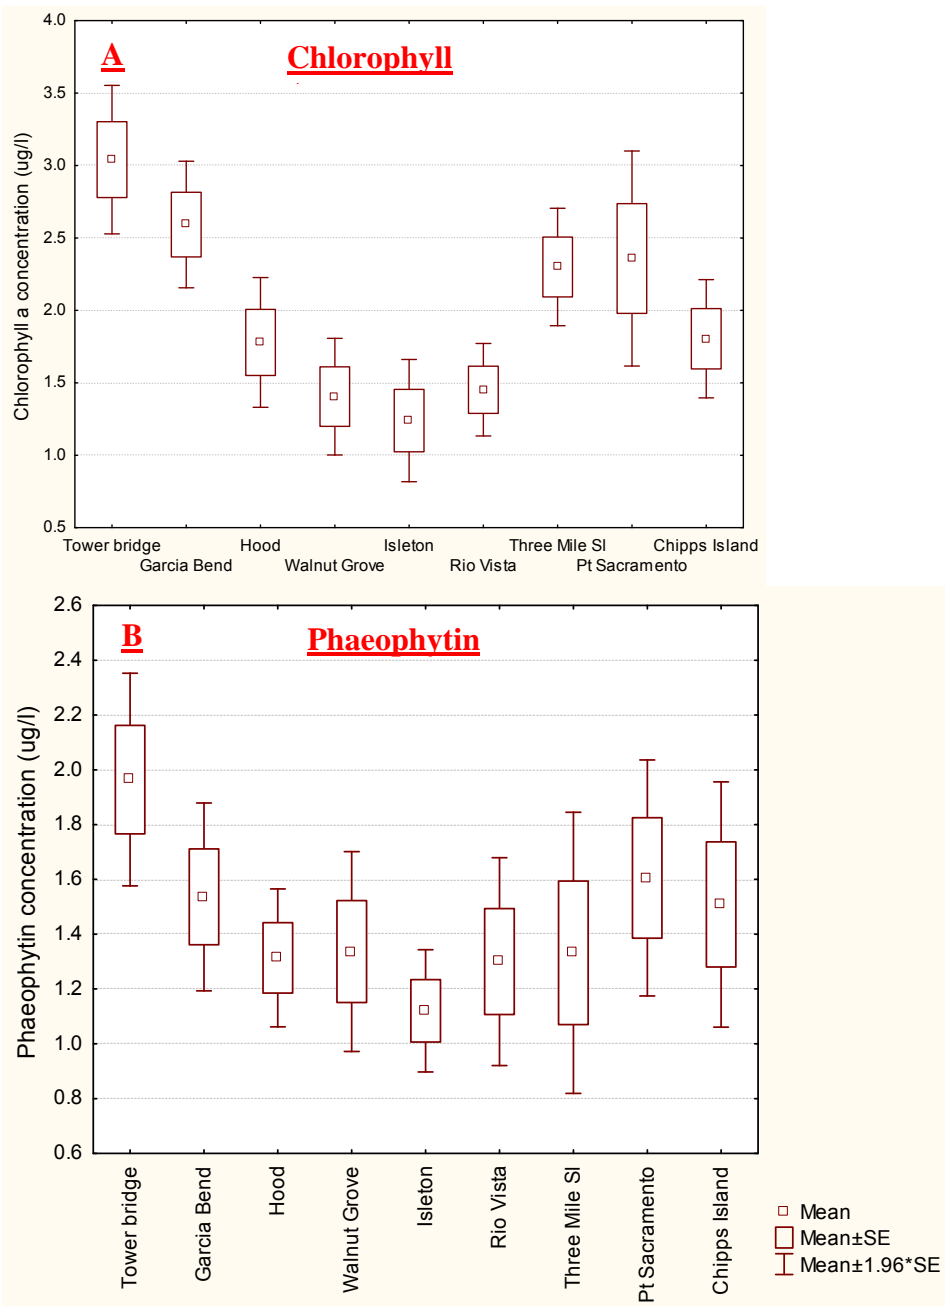 A Chlorophyll
Chlorophyll a concentration (ug/l)
4.0
3.5
3.0
2.5
2.0
1.5
1.0
0.5
Tower bridge Hood Isleton Three Mile Sl Chipps Island
Garcia Bend Walnut Grove Rio Vista Pt Sacramento
B Phaeophytin
Phaeophytin concentration (ug/l)
2.6
2.4
2.2
2.0
1.8
1.6
1.4
1.2
1.0
0.8
0.6
Tower bridge
Garcia Bend
Hood
Walnut Grove
Isleton
Rio Vista
Three Mile Sl
Pt Sacramento
Chipps Island
Mean
Mean±SE
Mean±1.96*SE